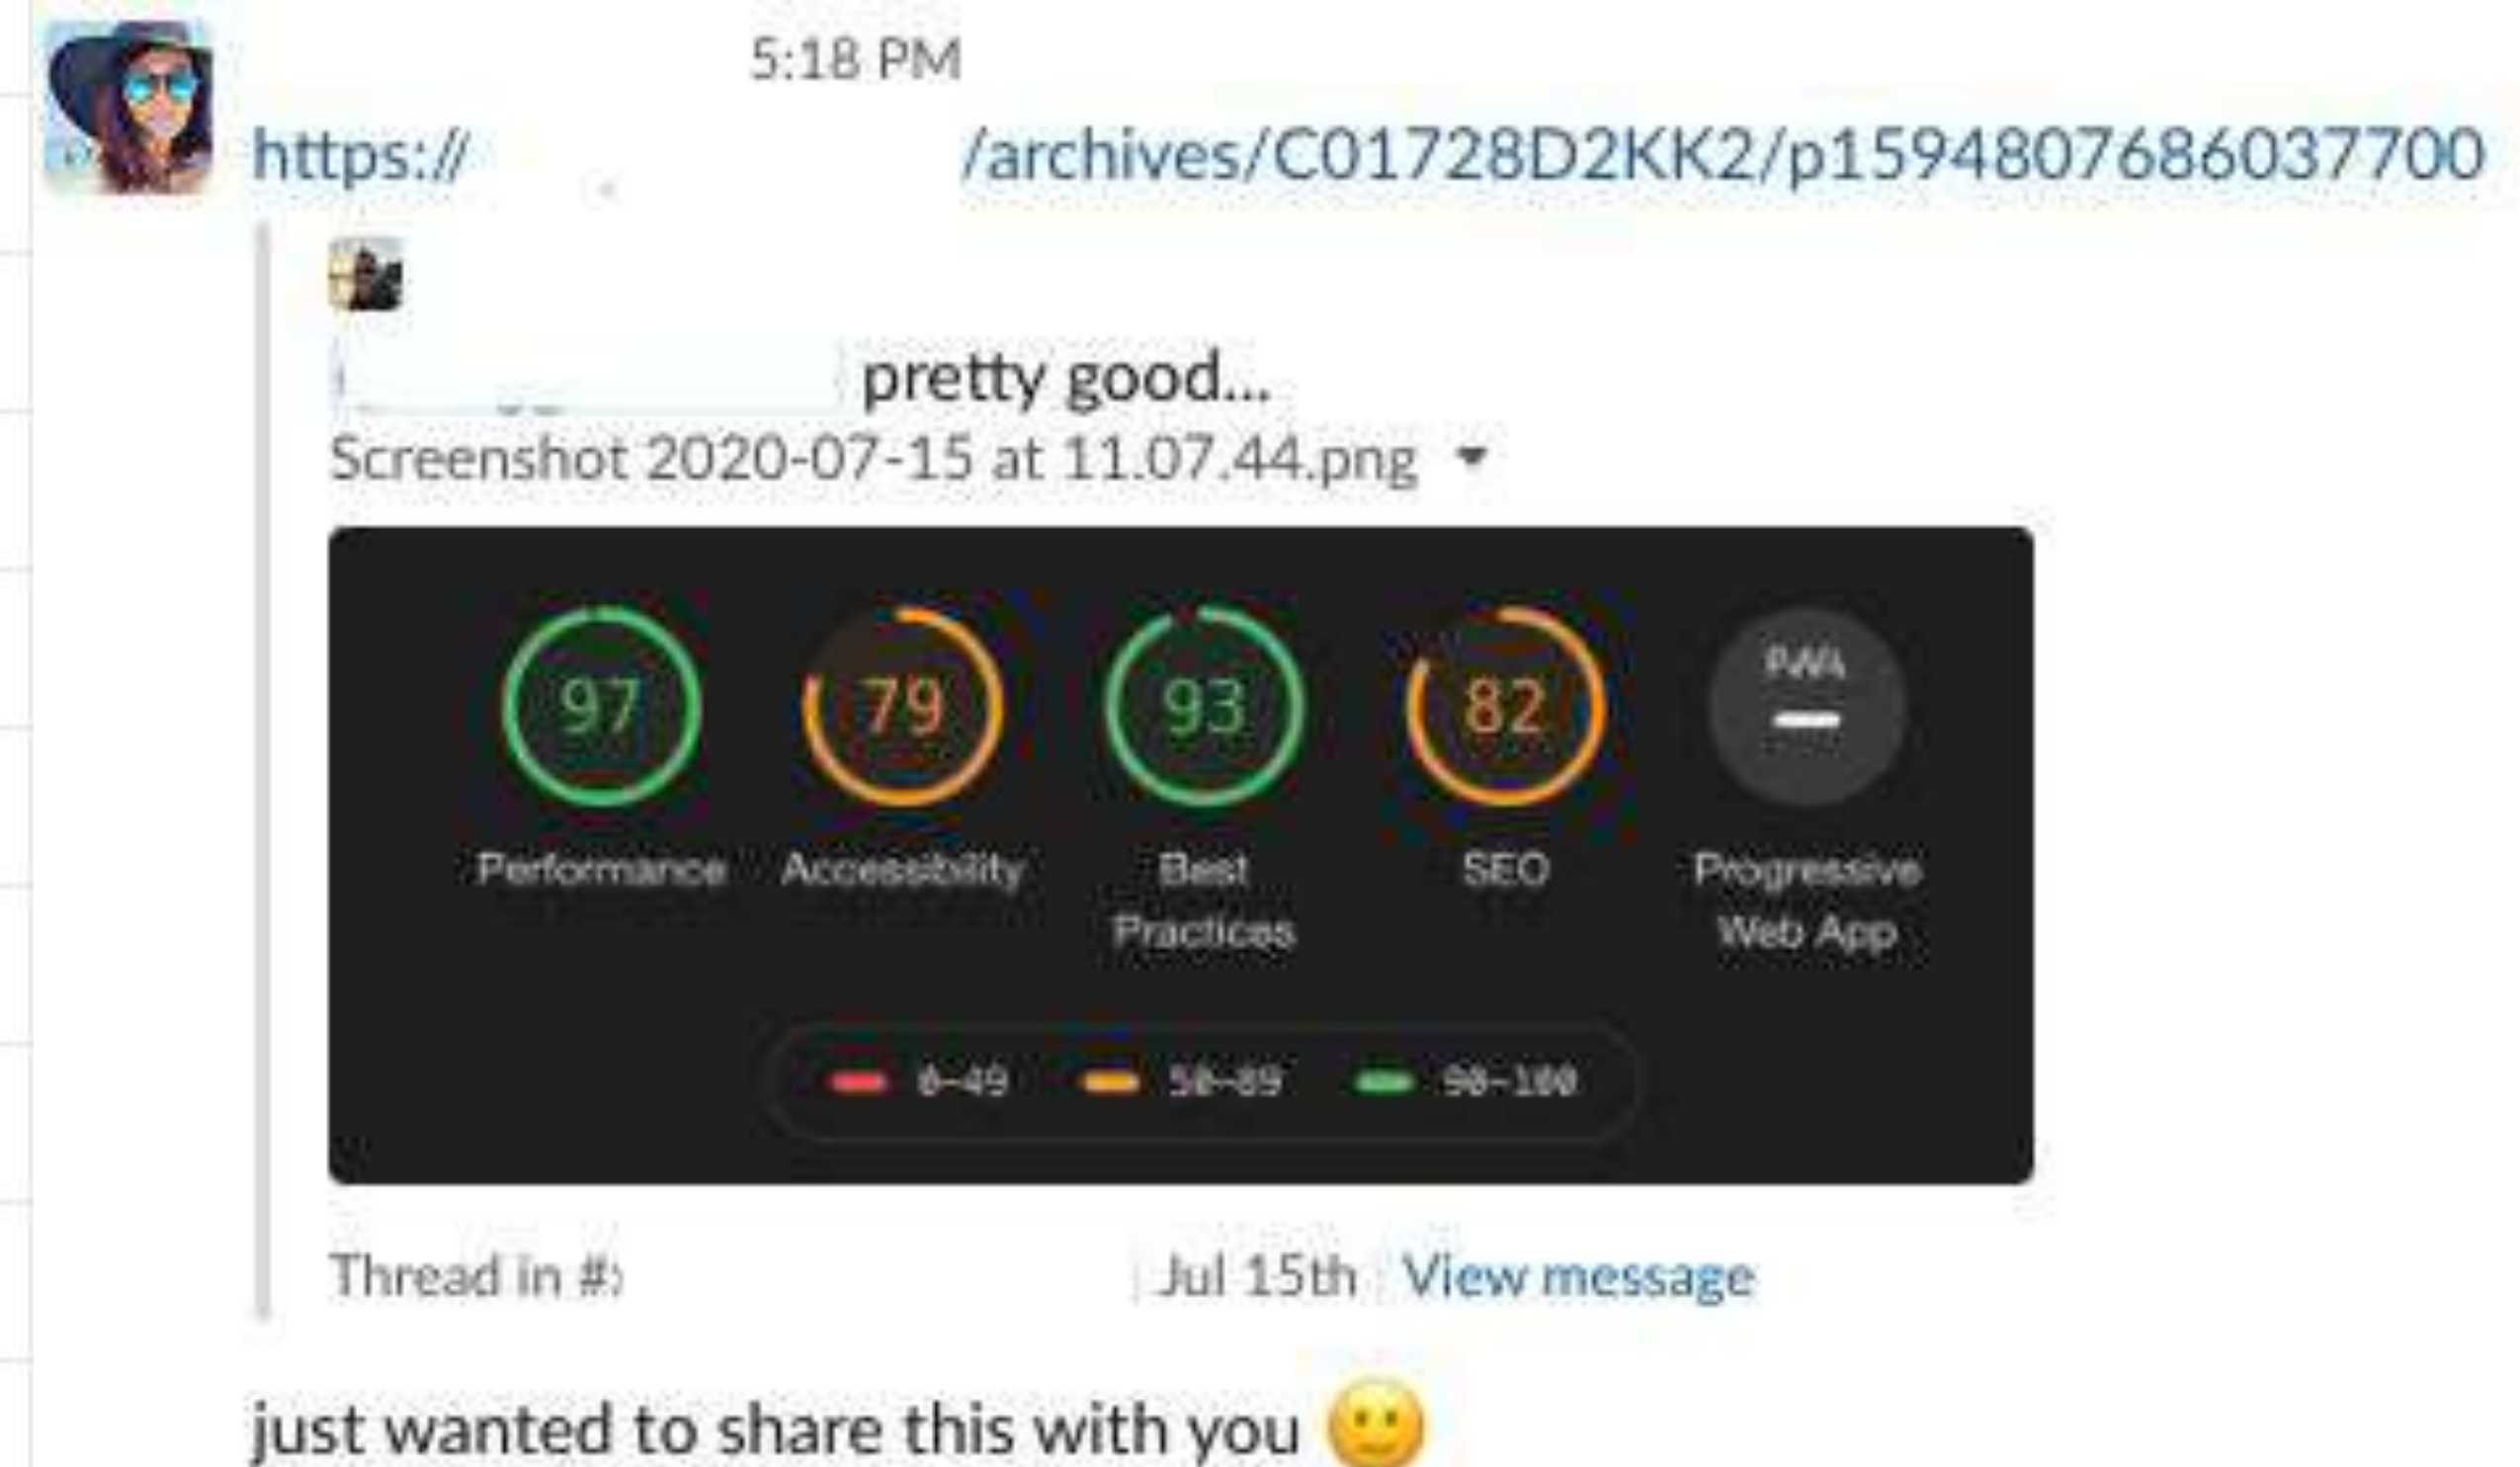 5:18 PM
https:// /archives/C01728D2KK2/p1594807686037700
pretty good...
Screenshot 2020-07-15 at 11.07.44.png
97 79 93 82 PWA
Performance Accessibility Best Practices SEO Progressive Web App
0–49 50–89 90–100
Thread in #
Jul 15th View message
just wanted to share this with you